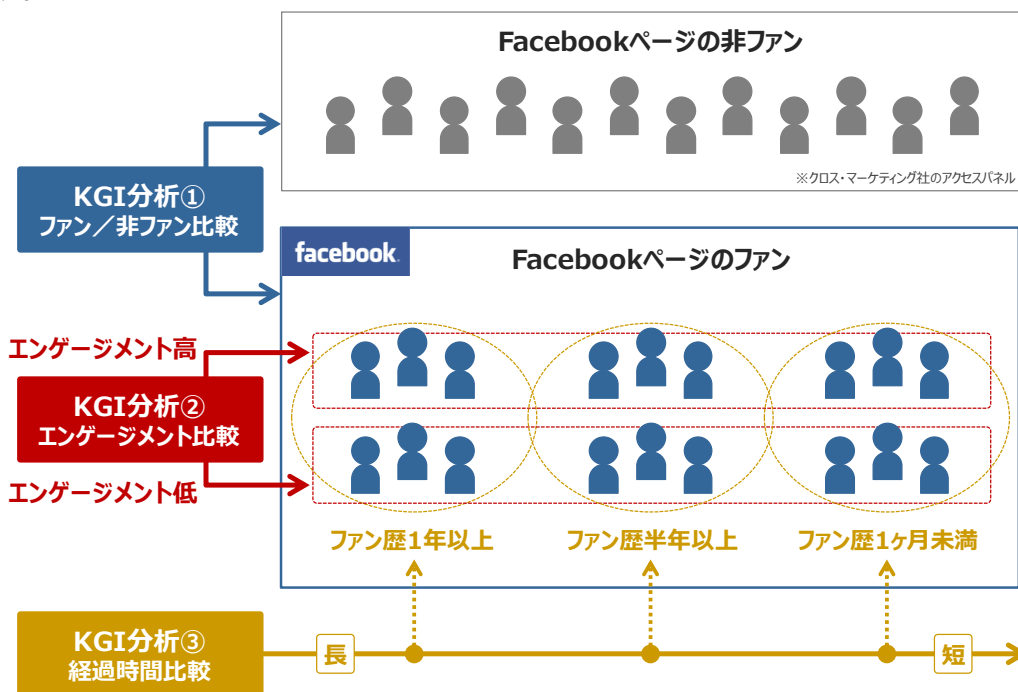 Facebookページの非ファン
※クロス・マーケティング社のアクセスパネル
KGI分析①
ファン／非ファン比較
facebook.
Facebookページのファン
エンゲージメント高
KGI分析②
エンゲージメント比較
エンゲージメント低
ファン歴1年以上
ファン歴半年以上
ファン歴1ヶ月未満
KGI分析③
経過時間比較
長
短